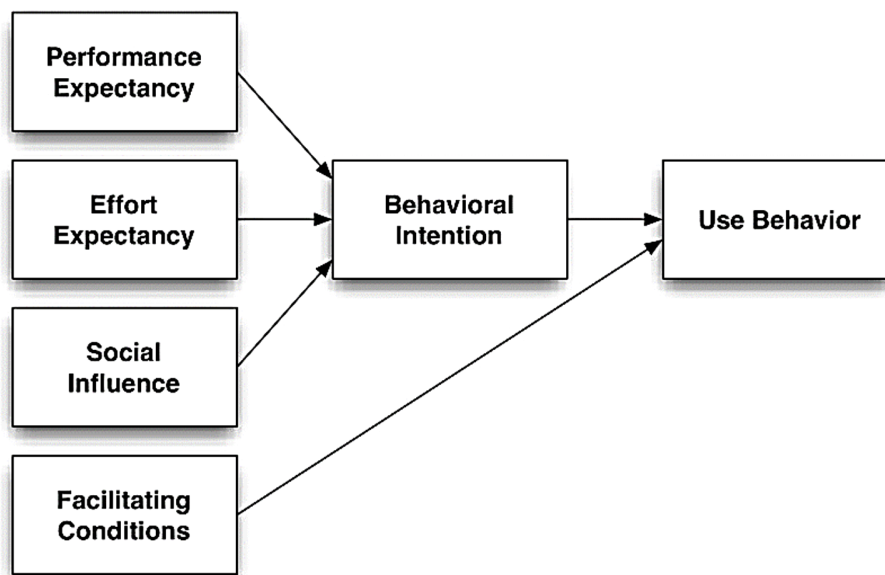 Performance
Expectancy
Effort
Expectancy
Social
Influence
Facilitating
Conditions
Behavioral
Intention
Use Behavior